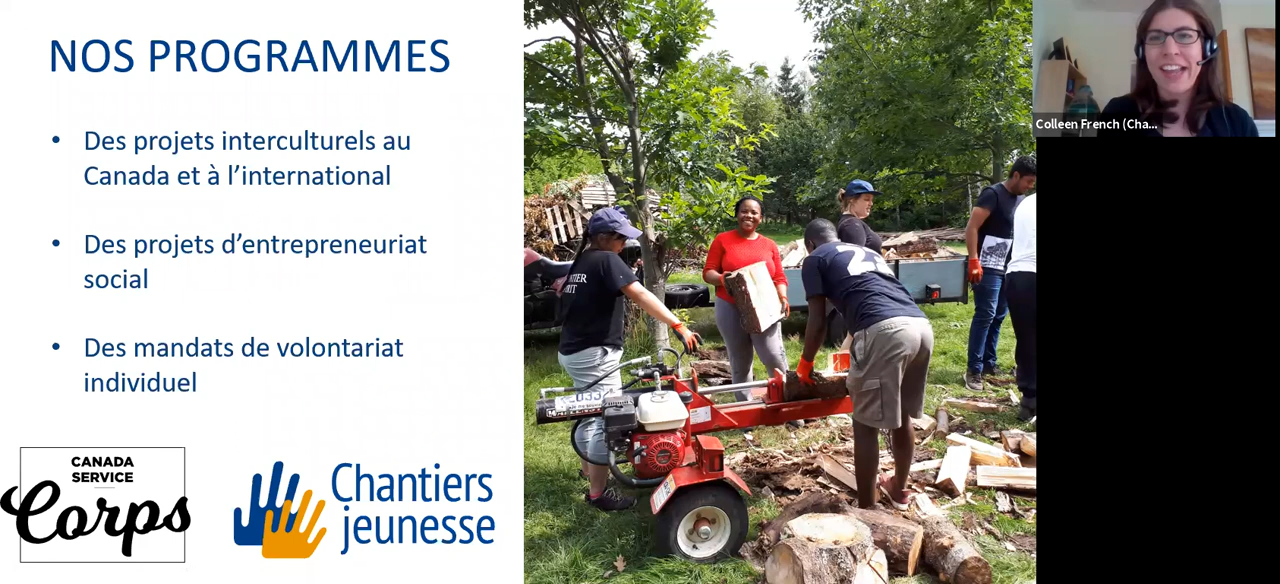 NOS PROGRAMMES
• Des projets interculturels au
Canada et à l’international
• Des projets d’entrepreneuriat
social
• Des mandats de volontariat
individuel
CANADA
SERVICE
Corps
Chantiers
jeunesse
Colleen French (Cha...